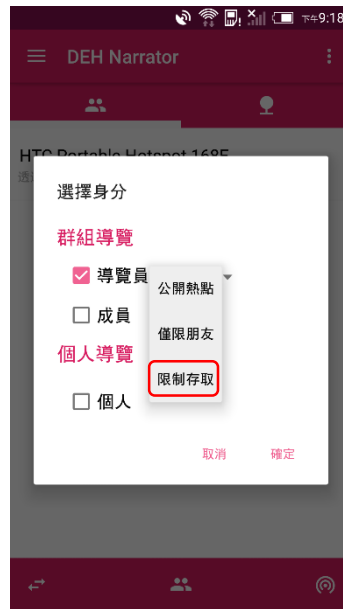 下午9:18
DEH Narrator
HTC Portable Hotspot 168F
選擇身分
群組導覽
導覽員
公開熱點
成員
僅限朋友
個人導覽
限制存取
個人
取消 確定